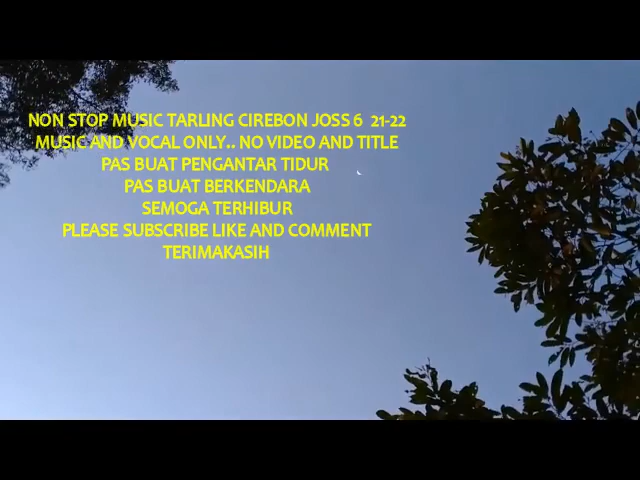 NON STOP MUSIC TARLING CIREBON JOSS 6 21-22
MUSIC AND VOCAL ONLY.. NO VIDEO AND TITLE
PAS BUAT PENGANTAR TIDUR
PAS BUAT BERKENDARA
SEMOGA TERHIBUR
PLEASE SUBSCRIBE LIKE AND COMMENT
TERIMAKASIH